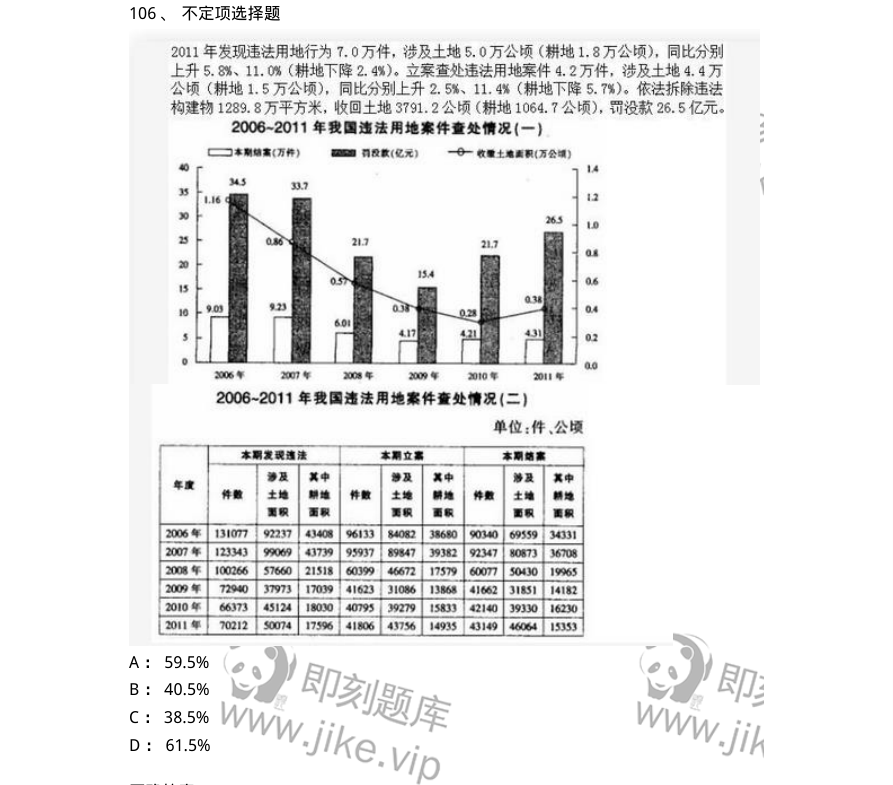 106 、 不定项选择题
2011 年发现违法用地行为 7.0 万件，涉及土地 5.0 万公顷（耕地 1.8 万公顷），同比分别
上升 5.8%、11.0%（耕地下降 2.4%）。立案查处违法用地案件 4.2 万件，涉及土地 4.4 万
公顷（耕地 1.5 万公顷），同比分别上升 2.5%、11.4%（耕地下降 5.7%）。依法拆除违法
构建物 1289.8 万平方米，收回土地 3791.2 公顷（耕地 1064.7 公顷），罚没款 26.5 亿元。
2006~2011 年我国违法用地案件查处情况(一)
本期结案(万件) 罚没款(亿元) 收缴土地面积(万公顷)
40 35 30 25 20 15 10 5 0
1.4 1.2 1.0 0.8 0.6 0.4 0.2 0.0
34.5 33.7 21.7 15.4 21.7 26.5
1.16 0.86 0.57 0.38 0.28 0.38
9.03 9.23 6.01 4.17 4.21 4.31
2006 年 2007 年 2008 年 2009 年 2010 年 2011 年
2006~2011 年我国违法用地案件查处情况(二)
单位:件、公顷
年度 本期发现违法 本期立案 本期结案
件数 涉及土地面积 其中耕地面积 件数 涉及土地面积 其中耕地面积 件数 涉及土地面积 其中耕地面积
2006 年 131077 92237 43408 96133 84082 38680 90340 69559 34331
2007 年 123343 99069 43739 95937 89847 39382 92347 80873 36708
2008 年 100266 57660 21518 60399 46672 17579 60077 50430 19965
2009 年 72940 37973 17039 41623 31086 13868 41662 31851 14182
2010 年 66373 45124 18030 40795 39279 15833 42140 39330 16230
2011 年 70212 50074 17596 41806 43756 14935 43149 46064 15353
A： 59.5%
B： 40.5%
C： 38.5%
D： 61.5%
即刻题库
www.jike.vip
即刻
www.jik